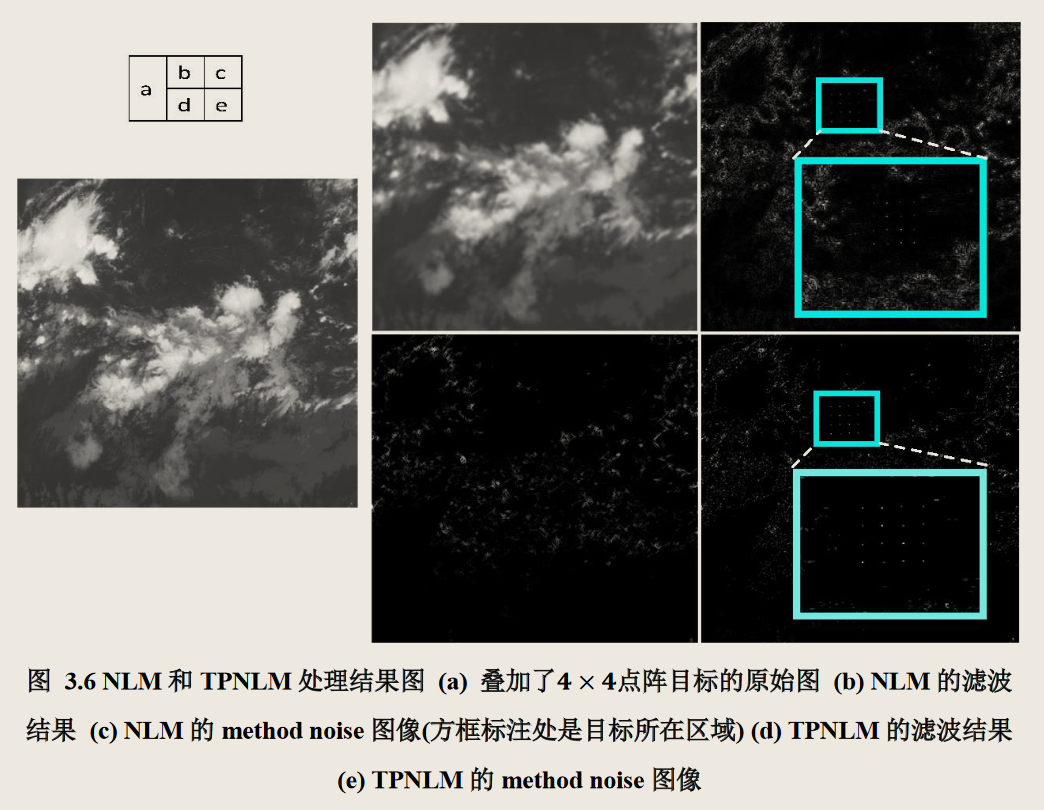 a b c
d e
图 3.6 NLM 和 TPNLM 处理结果图 (a) 叠加了4 × 4点阵目标的原始图 (b) NLM 的滤波
结果 (c) NLM 的 method noise 图像(方框标注处是目标所在区域) (d) TPNLM 的滤波结果
(e) TPNLM 的 method noise 图像